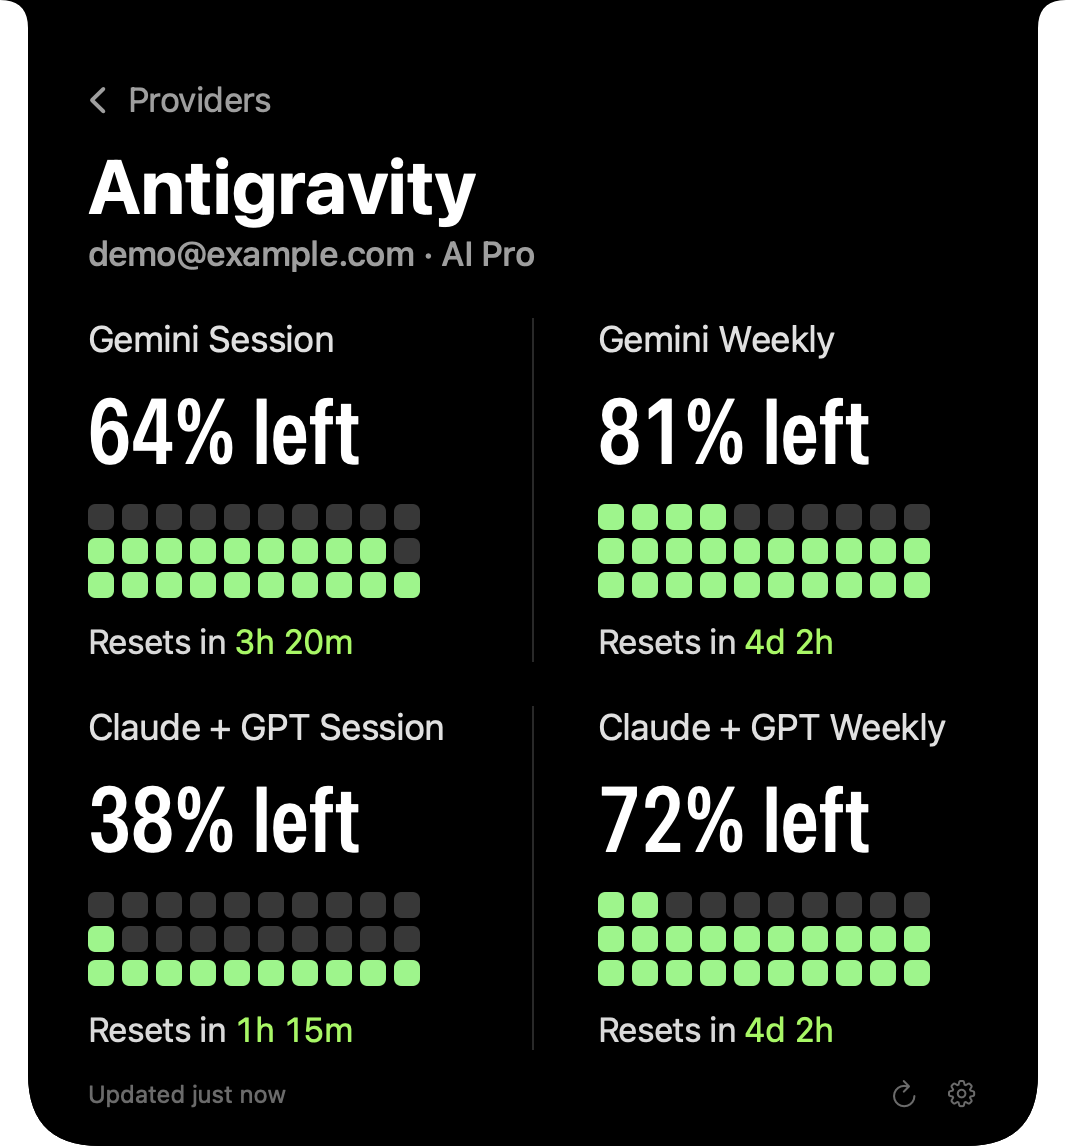 Providers
Antigravity
demo@example.com · AI Pro
Gemini Session
64% left
Resets in 3h 20m
Gemini Weekly
81% left
Resets in 4d 2h
Claude + GPT Session
38% left
Resets in 1h 15m
Claude + GPT Weekly
72% left
Resets in 4d 2h
Updated just now